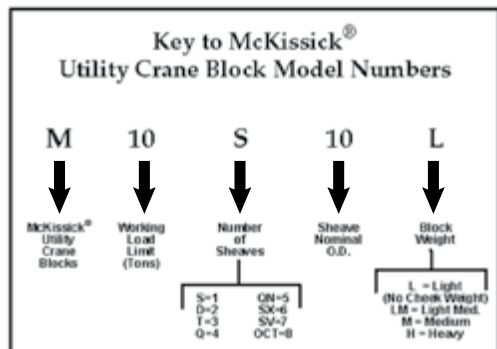 Key to McKissick®
Utility Crane Block Model Numbers
M 10 S 10 L
McKissick®
Utility
Crane
Blocks
Working
Load
Limit
(Tons)
Number
of
Sheaves
S=1 QN=5
D=2 SX=6
T=3 SV=7
Q=4 OCT=8
Sheave
Nominal
O.D.
Block
Weight
L = Light
(No Cheek Weight)
LM = Light Med.
M = Medium
H = Heavy